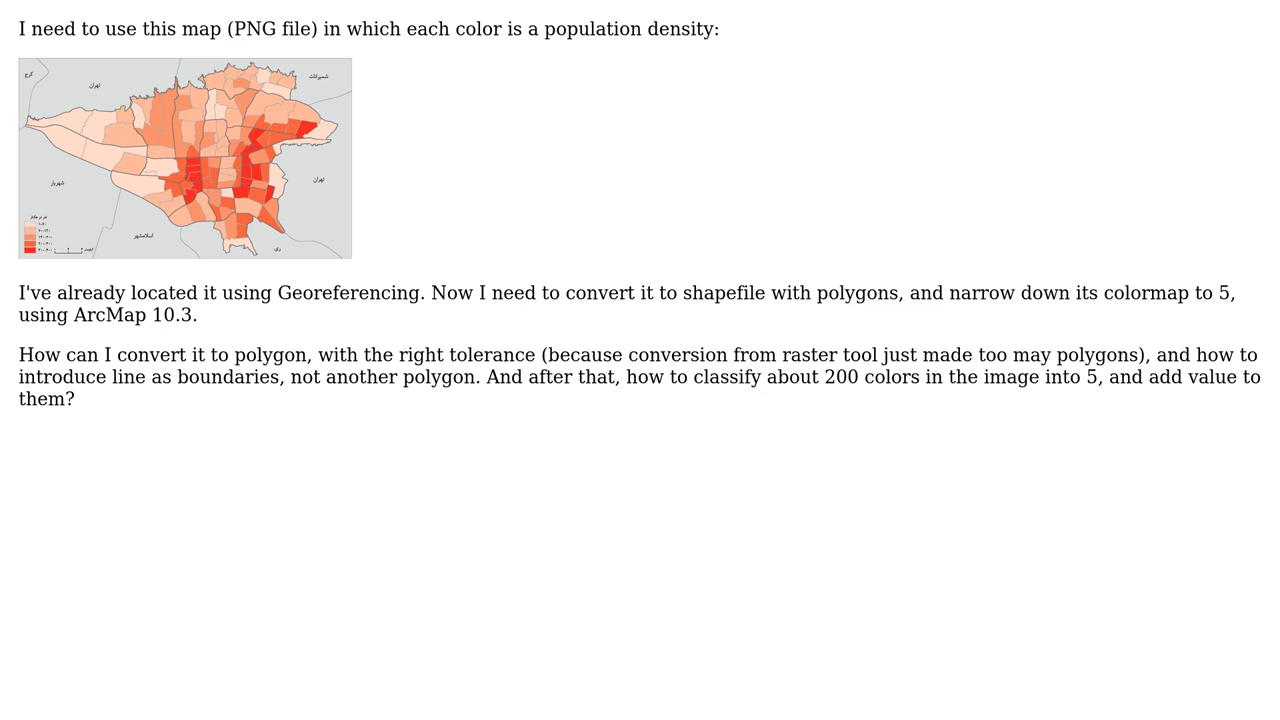 I need to use this map (PNG file) in which each color is a population density:
کرج
تهران
شمیرانات
تهران
شهریار
اسلامشهر
ری
I've already located it using Georeferencing. Now I need to convert it to shapefile with polygons, and narrow down its colormap to 5,
using ArcMap 10.3.
How can I convert it to polygon, with the right tolerance (because conversion from raster tool just made too may polygons), and how to
introduce line as boundaries, not another polygon. And after that, how to classify about 200 colors in the image into 5, and add value to
them?